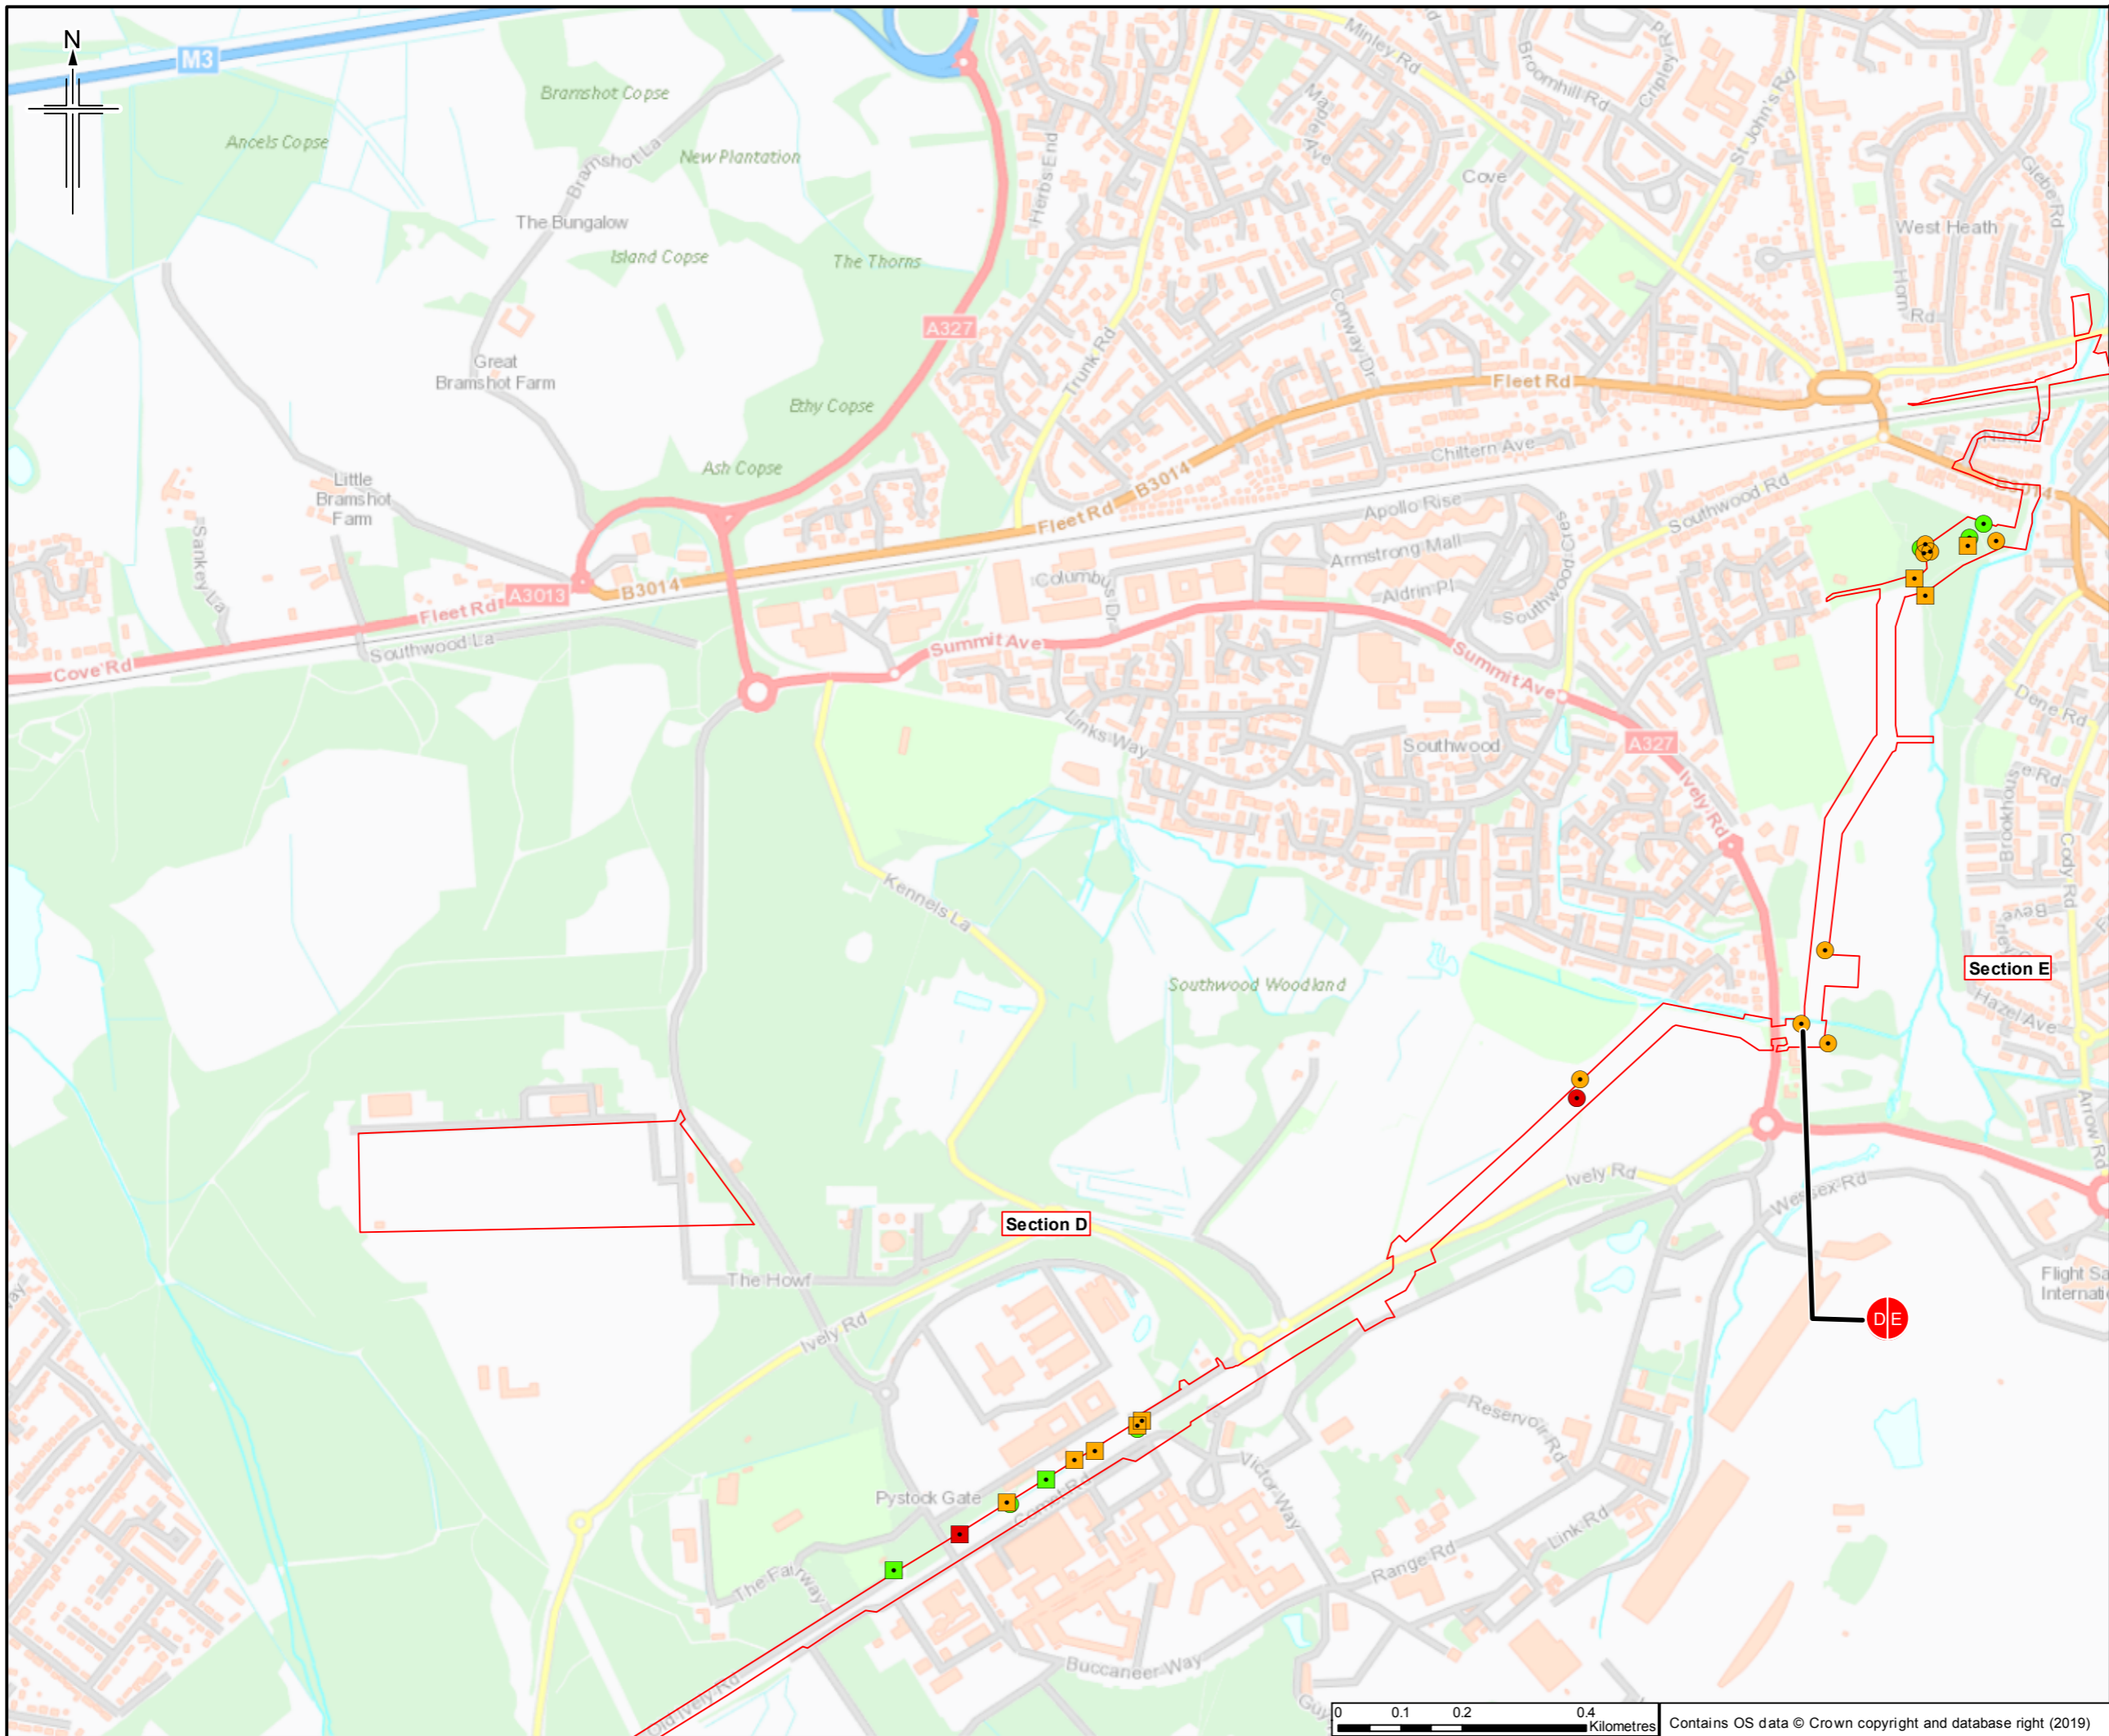 N
M3
Bramshot Copse
Ancels Copse
Bramshot La
New Plantation
The Bungalow
Island Copse
The Thorns
Great
Bramshot Farm
A327
Ethy Copse
Ash Copse
Little
Bramshot
Farm
Sankey La
A3013
Fleet Rd
Cove Rd
Southwood La
B3014
Fleet Rd
B3014
Fleet Rd
Herbs End
Trunk Rd
Minley Rd
Maple Ave
Broomhill Rd
Cripley Rd
St John's Rd
Cove
West Heath
Glebe Rd
Horn
Rd
Conway Dr
Chiltern Ave
Apollo Rise
Armstrong Mall
Aldrin Pl
Southwood Cres
Southwood Rd
B3014
Columbus Dr
Summit Ave
Summit Ave
Links Way
Southwood
A327
Ively Rd
Dene Rd
Brookhouse Rd
Cody Rd
Section E
Hazel Ave
Arrow Rd
Kennels La
Southwood Woodland
Section D
The Howf
Ively Rd
Ively Rd
Wessex Rd
D E
Pystock Gate
The Fairway
Victor Way
Reservoir Rd
Link Rd
Range Rd
Buccaneer Way
Old Ively Rd
0 0.1 0.2 0.4
Kilometres
Contains OS data © Crown copyright and database right (2019)